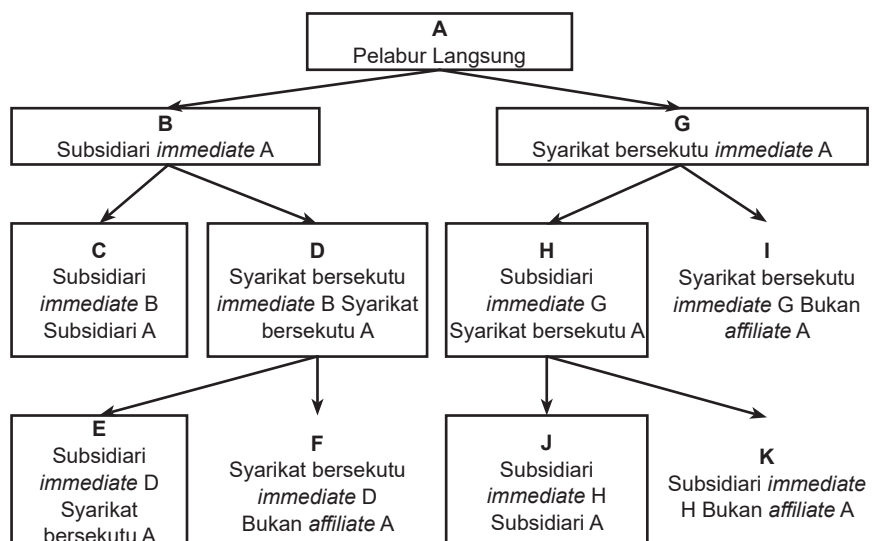 A
Pelabur Langsung
B
Subsidiari immediate A
G
Syarikat bersekutu immediate A
C
Subsidiari
immediate B
Subsidiari A
D
Syarikat bersekutu
immediate B Syarikat
bersekutu A
H
Subsidiari
immediate G
Syarikat bersekutu A
I
Syarikat bersekutu
immediate G Bukan
affiliate A
E
Subsidiari
immediate D
Syarikat
bersekutu A
F
Syarikat bersekutu
immediate D
Bukan affiliate A
J
Subsidiari
immediate H
Subsidiari A
K
Subsidiari immediate
H Bukan affiliate A